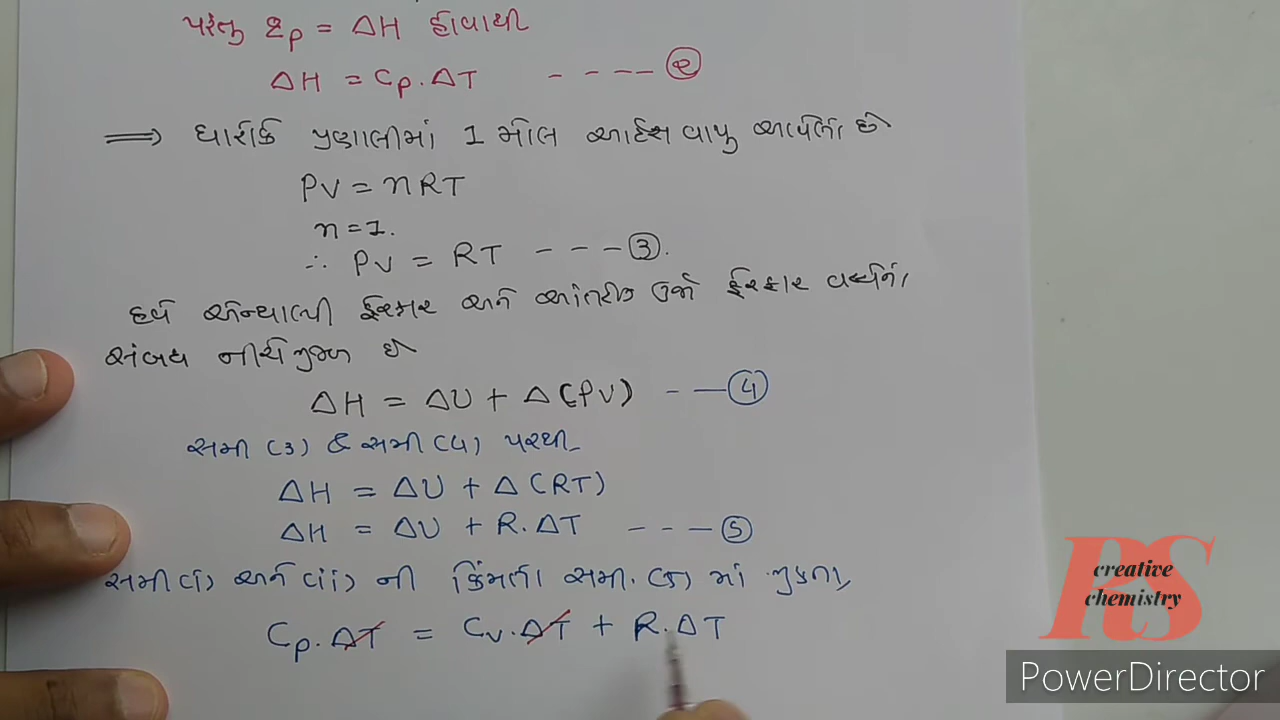 પરંતુ qp = ΔH હોવાથી
ΔH = Cp.ΔT ---- ૨
⟹ ધારોકે પ્રણાલીમાં 1 મોલ આદર્શ વાયુ આવેલો છે
PV = nRT
n=1.
∴ PV = RT --- 3.
હવે એન્થાલ્પી ફેરફાર અને આંતરીક ઉર્જા ફેરફાર વચ્ચેનો
સંબંધ નીચે મુજબ છે
ΔH = ΔU + Δ(PV) --- 4
સમી (3) & સમી (4) પરથી
ΔH = ΔU + Δ(RT)
ΔH = ΔU + R.ΔT --- 5
સમી(i) અને (ii) ની કિંમતો સમી.(5) માં મુકતા,
Cp.ΔT = Cv.ΔT + R.ΔT
RS
creative
chemistry
PowerDirector